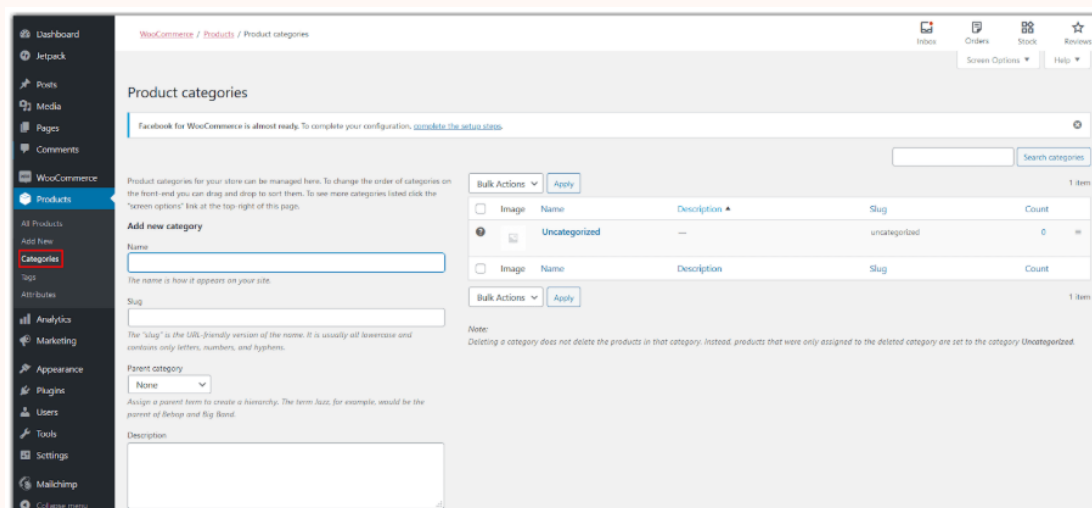 Dashboard
Jetpack
Posts
Media
Pages
Comments
WooCommerce
Products
All Products
Add New
Categories
Tags
Attributes
Analytics
Marketing
Appearance
Plugins
Users
Tools
Settings
Mailchimp
Collapse menu
WooCommerce / Products / Product categories
Inbox
Orders
Stock
Reviews
Screen Options ▼
Help ▼
Product categories
Facebook for WooCommerce is almost ready. To complete your configuration, complete the setup steps.
Search categories
Product categories for your store can be managed here. To change the order of categories on
the front-end you can drag and drop to sort them. To see more categories listed click the
"screen options" link at the top-right of this page.
Add new category
Name
The name is how it appears on your site.
Slug
The "slug" is the URL-friendly version of the name. It is usually all lowercase and
contains only letters, numbers, and hyphens.
Parent category
None
Assign a parent term to create a hierarchy. The term Jazz, for example, would be the
parent of Bebop and Big Band.
Description
Bulk Actions Apply 1 item
Image Name Description ▲ Slug Count
Uncategorized — uncategorized 0
Image Name Description Slug Count
Bulk Actions Apply 1 item
Note:
Deleting a category does not delete the products in that category. Instead, products that were only assigned to the deleted category are set to the category Uncategorized.